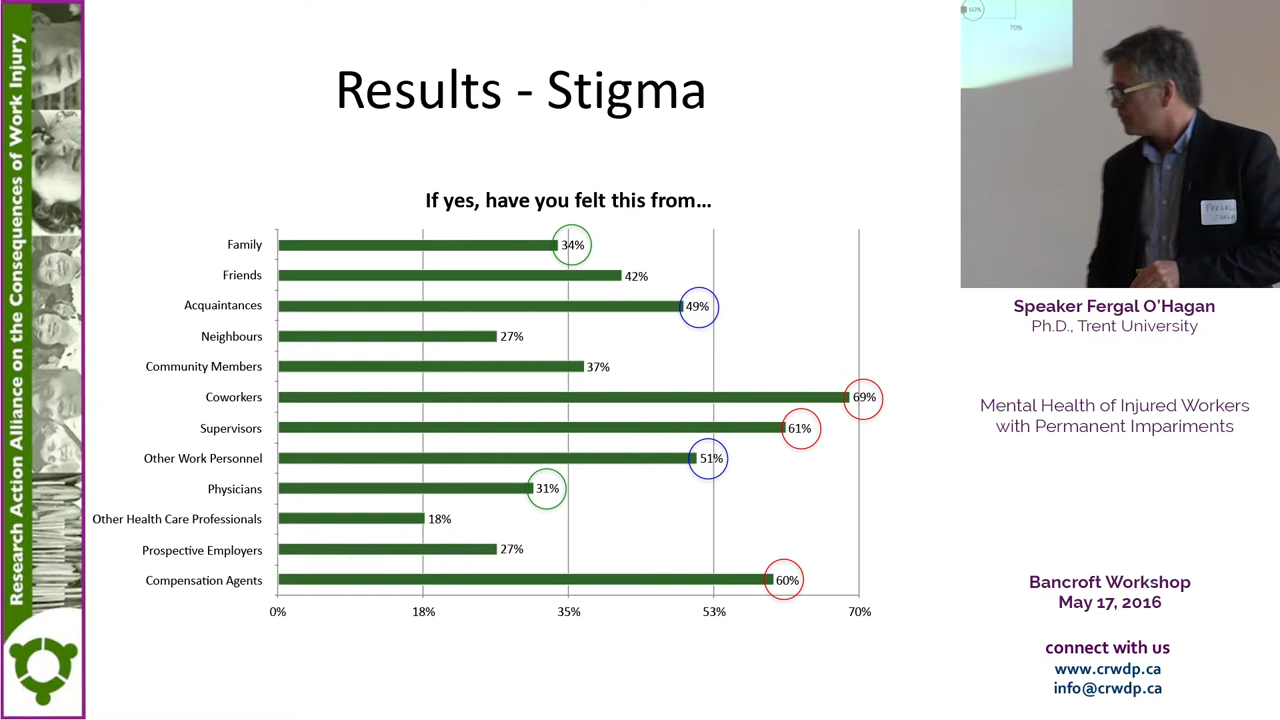 Research Action Alliance on the Consequences of Work Injury
Results - Stigma
If yes, have you felt this from...
Family 34%
Friends 42%
Acquaintances 49%
Neighbours 27%
Community Members 37%
Coworkers 69%
Supervisors 61%
Other Work Personnel 51%
Physicians 31%
Other Health Care Professionals 18%
Prospective Employers 27%
Compensation Agents 60%
0% 18% 35% 53% 70%
60%
70%
FERGAL
Speaker Fergal O'Hagan
Ph.D., Trent University
Mental Health of Injured Workers
with Permanent Impariments
Bancroft Workshop
May 17, 2016
connect with us
www.crwdp.ca
info@crwdp.ca